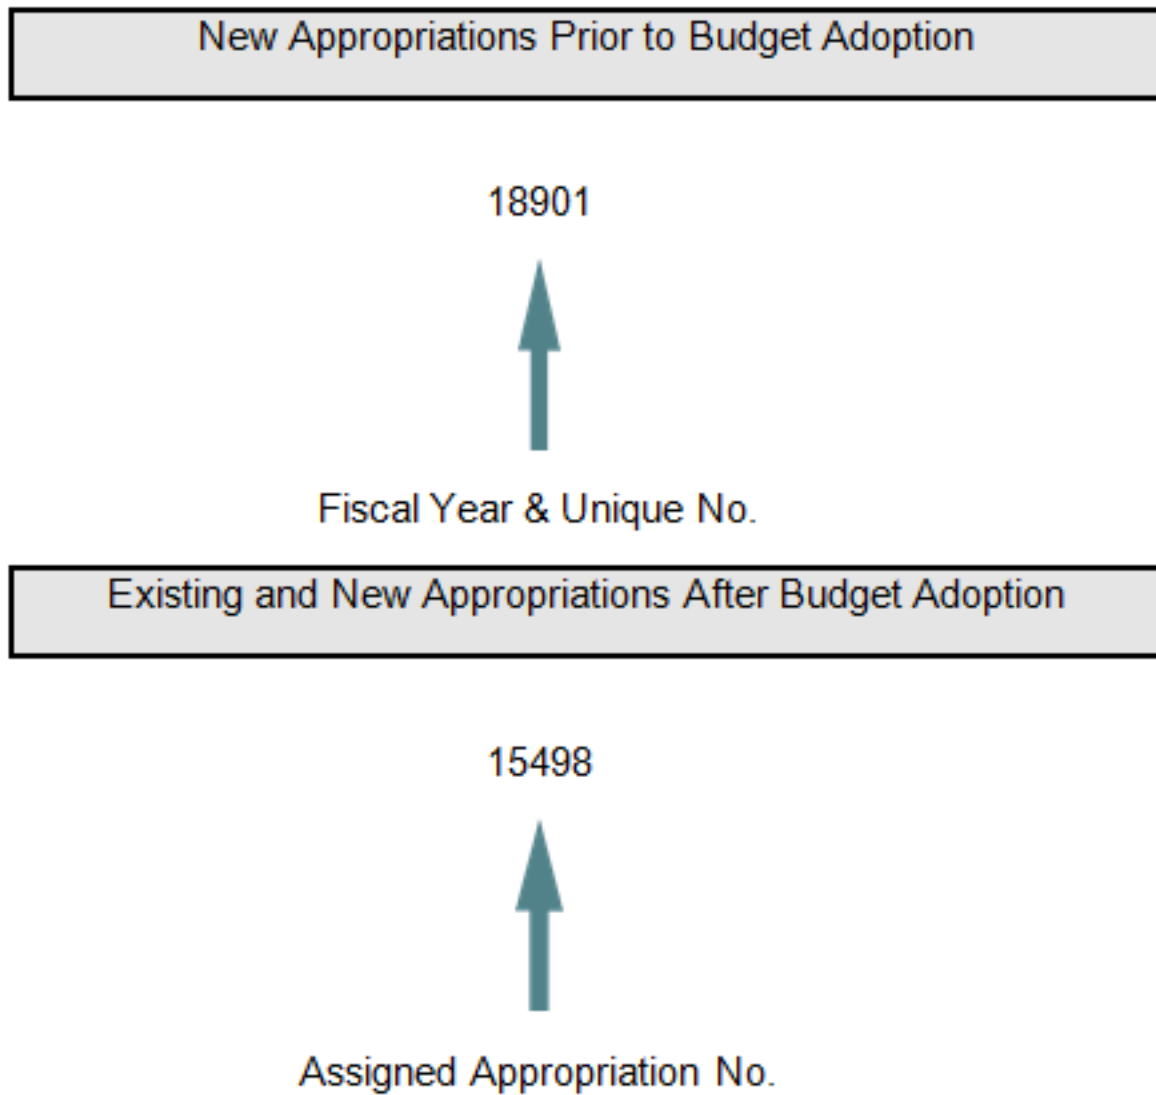 New Appropriations Prior to Budget Adoption
18901
Fiscal Year & Unique No.
Existing and New Appropriations After Budget Adoption
15498
Assigned Appropriation No.